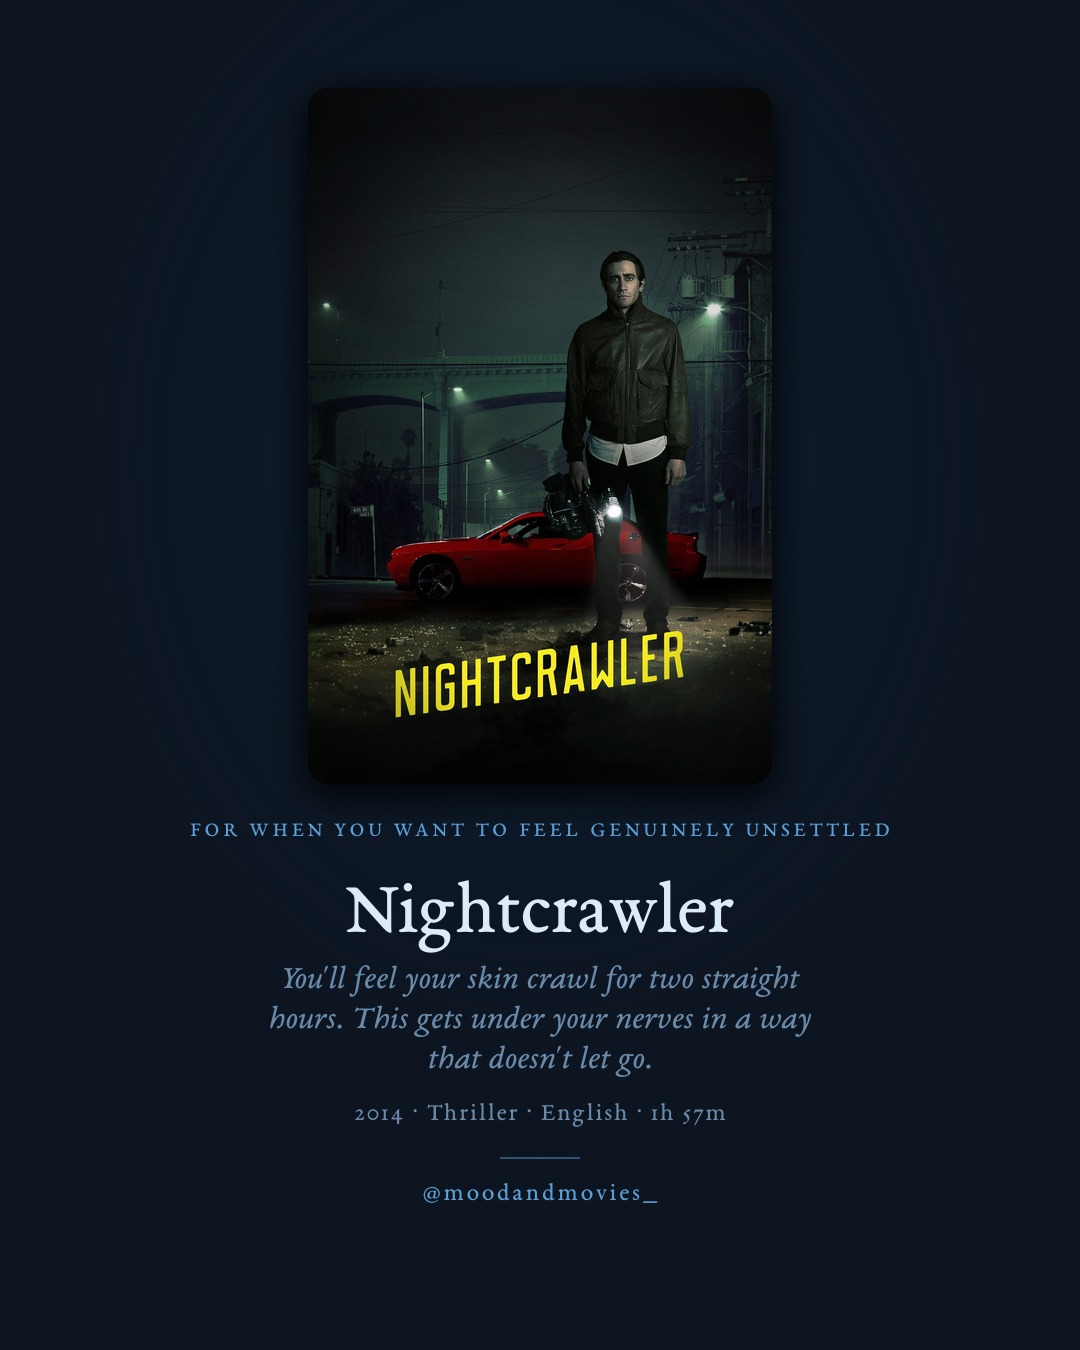 NIGHTCRAWLER
FOR WHEN YOU WANT TO FEEL GENUINELY UNSETTLED
Nightcrawler
You'll feel your skin crawl for two straight
hours. This gets under your nerves in a way
that doesn't let go.
2014 · Thriller · English · 1h 57m
@moodandmovies_